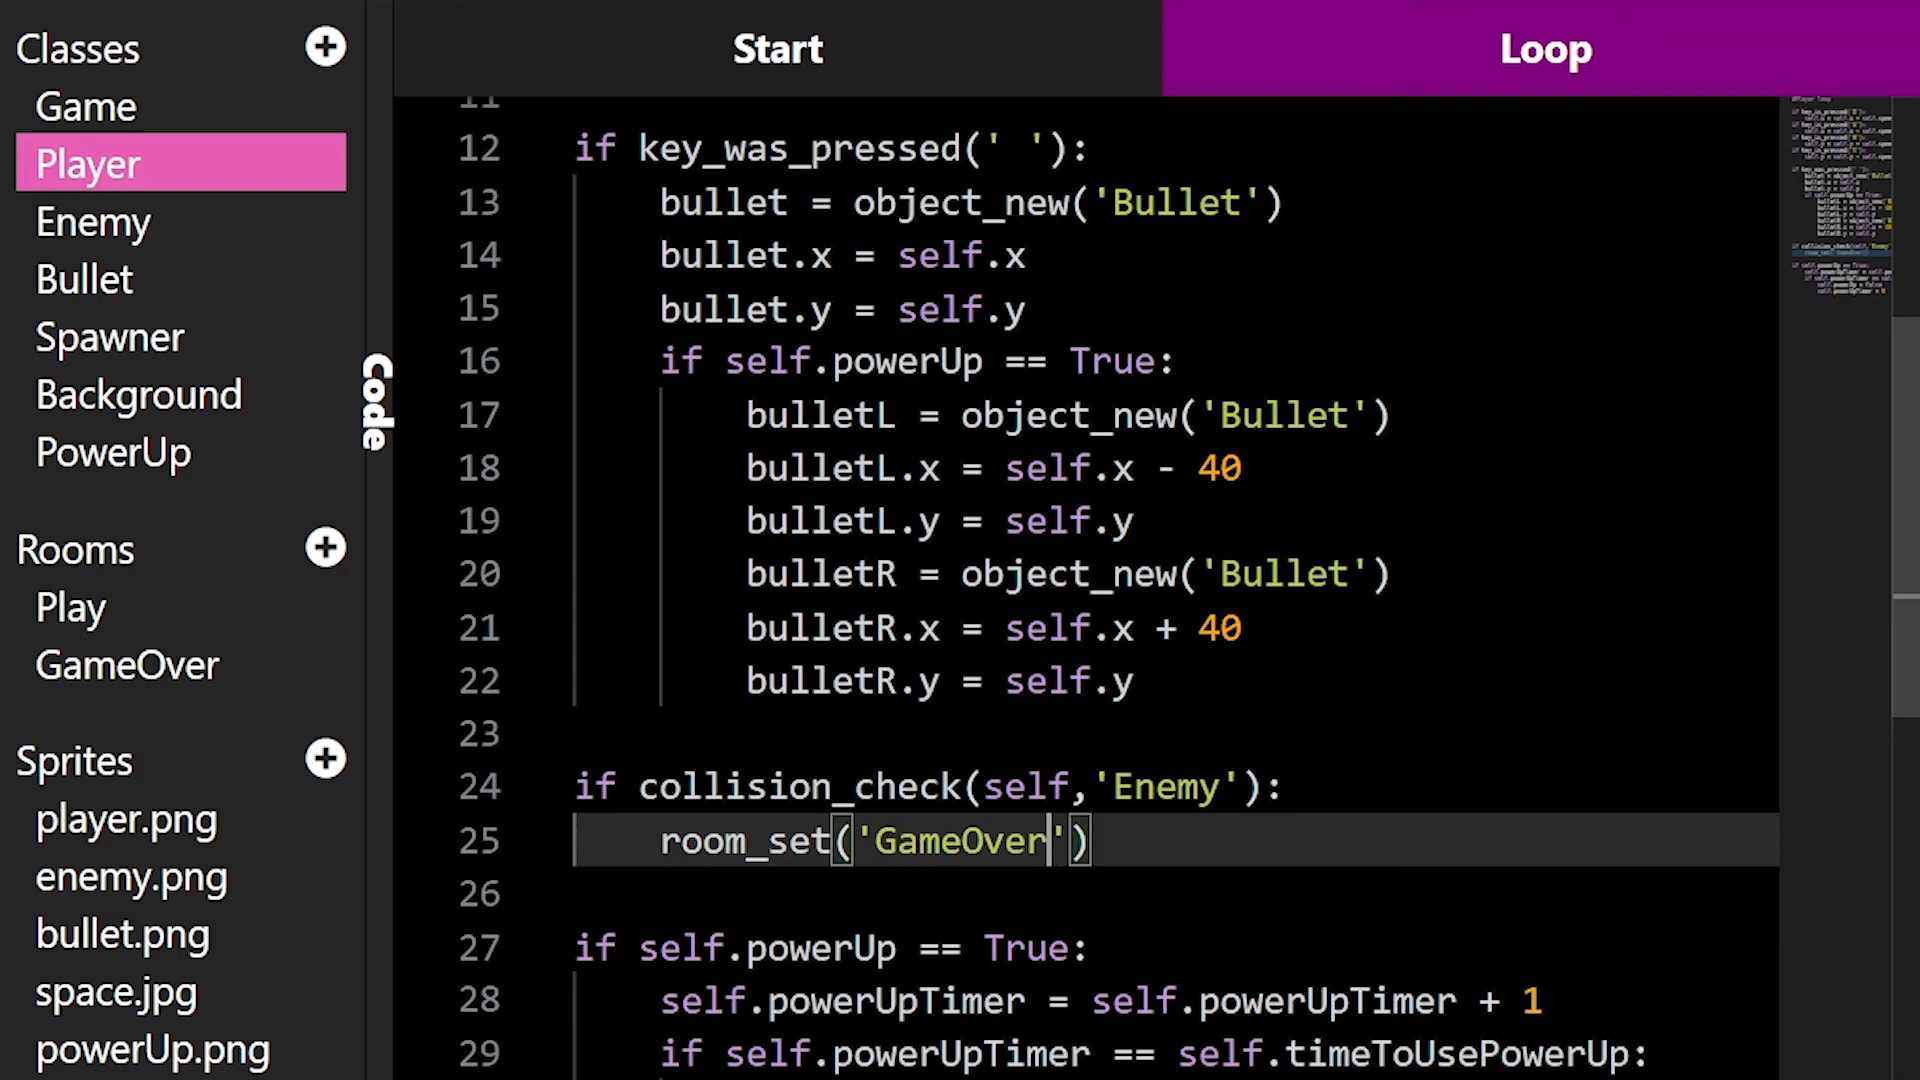 Classes
Game
Player
Enemy
Bullet
Spawner
Background
PowerUp
Rooms
Play
GameOver
Sprites
player.png
enemy.png
bullet.png
space.jpg
powerUp.png
Code
Start
Loop
11
12 if key_was_pressed(' '):
13 bullet = object_new('Bullet')
14 bullet.x = self.x
15 bullet.y = self.y
16 if self.powerUp == True:
17 bulletL = object_new('Bullet')
18 bulletL.x = self.x - 40
19 bulletL.y = self.y
20 bulletR = object_new('Bullet')
21 bulletR.x = self.x + 40
22 bulletR.y = self.y
23
24 if collision_check(self,'Enemy'):
25 room_set('GameOver')
26
27 if self.powerUp == True:
28 self.powerUpTimer = self.powerUpTimer + 1
29 if self.powerUpTimer == self.timeToUsePowerUp: